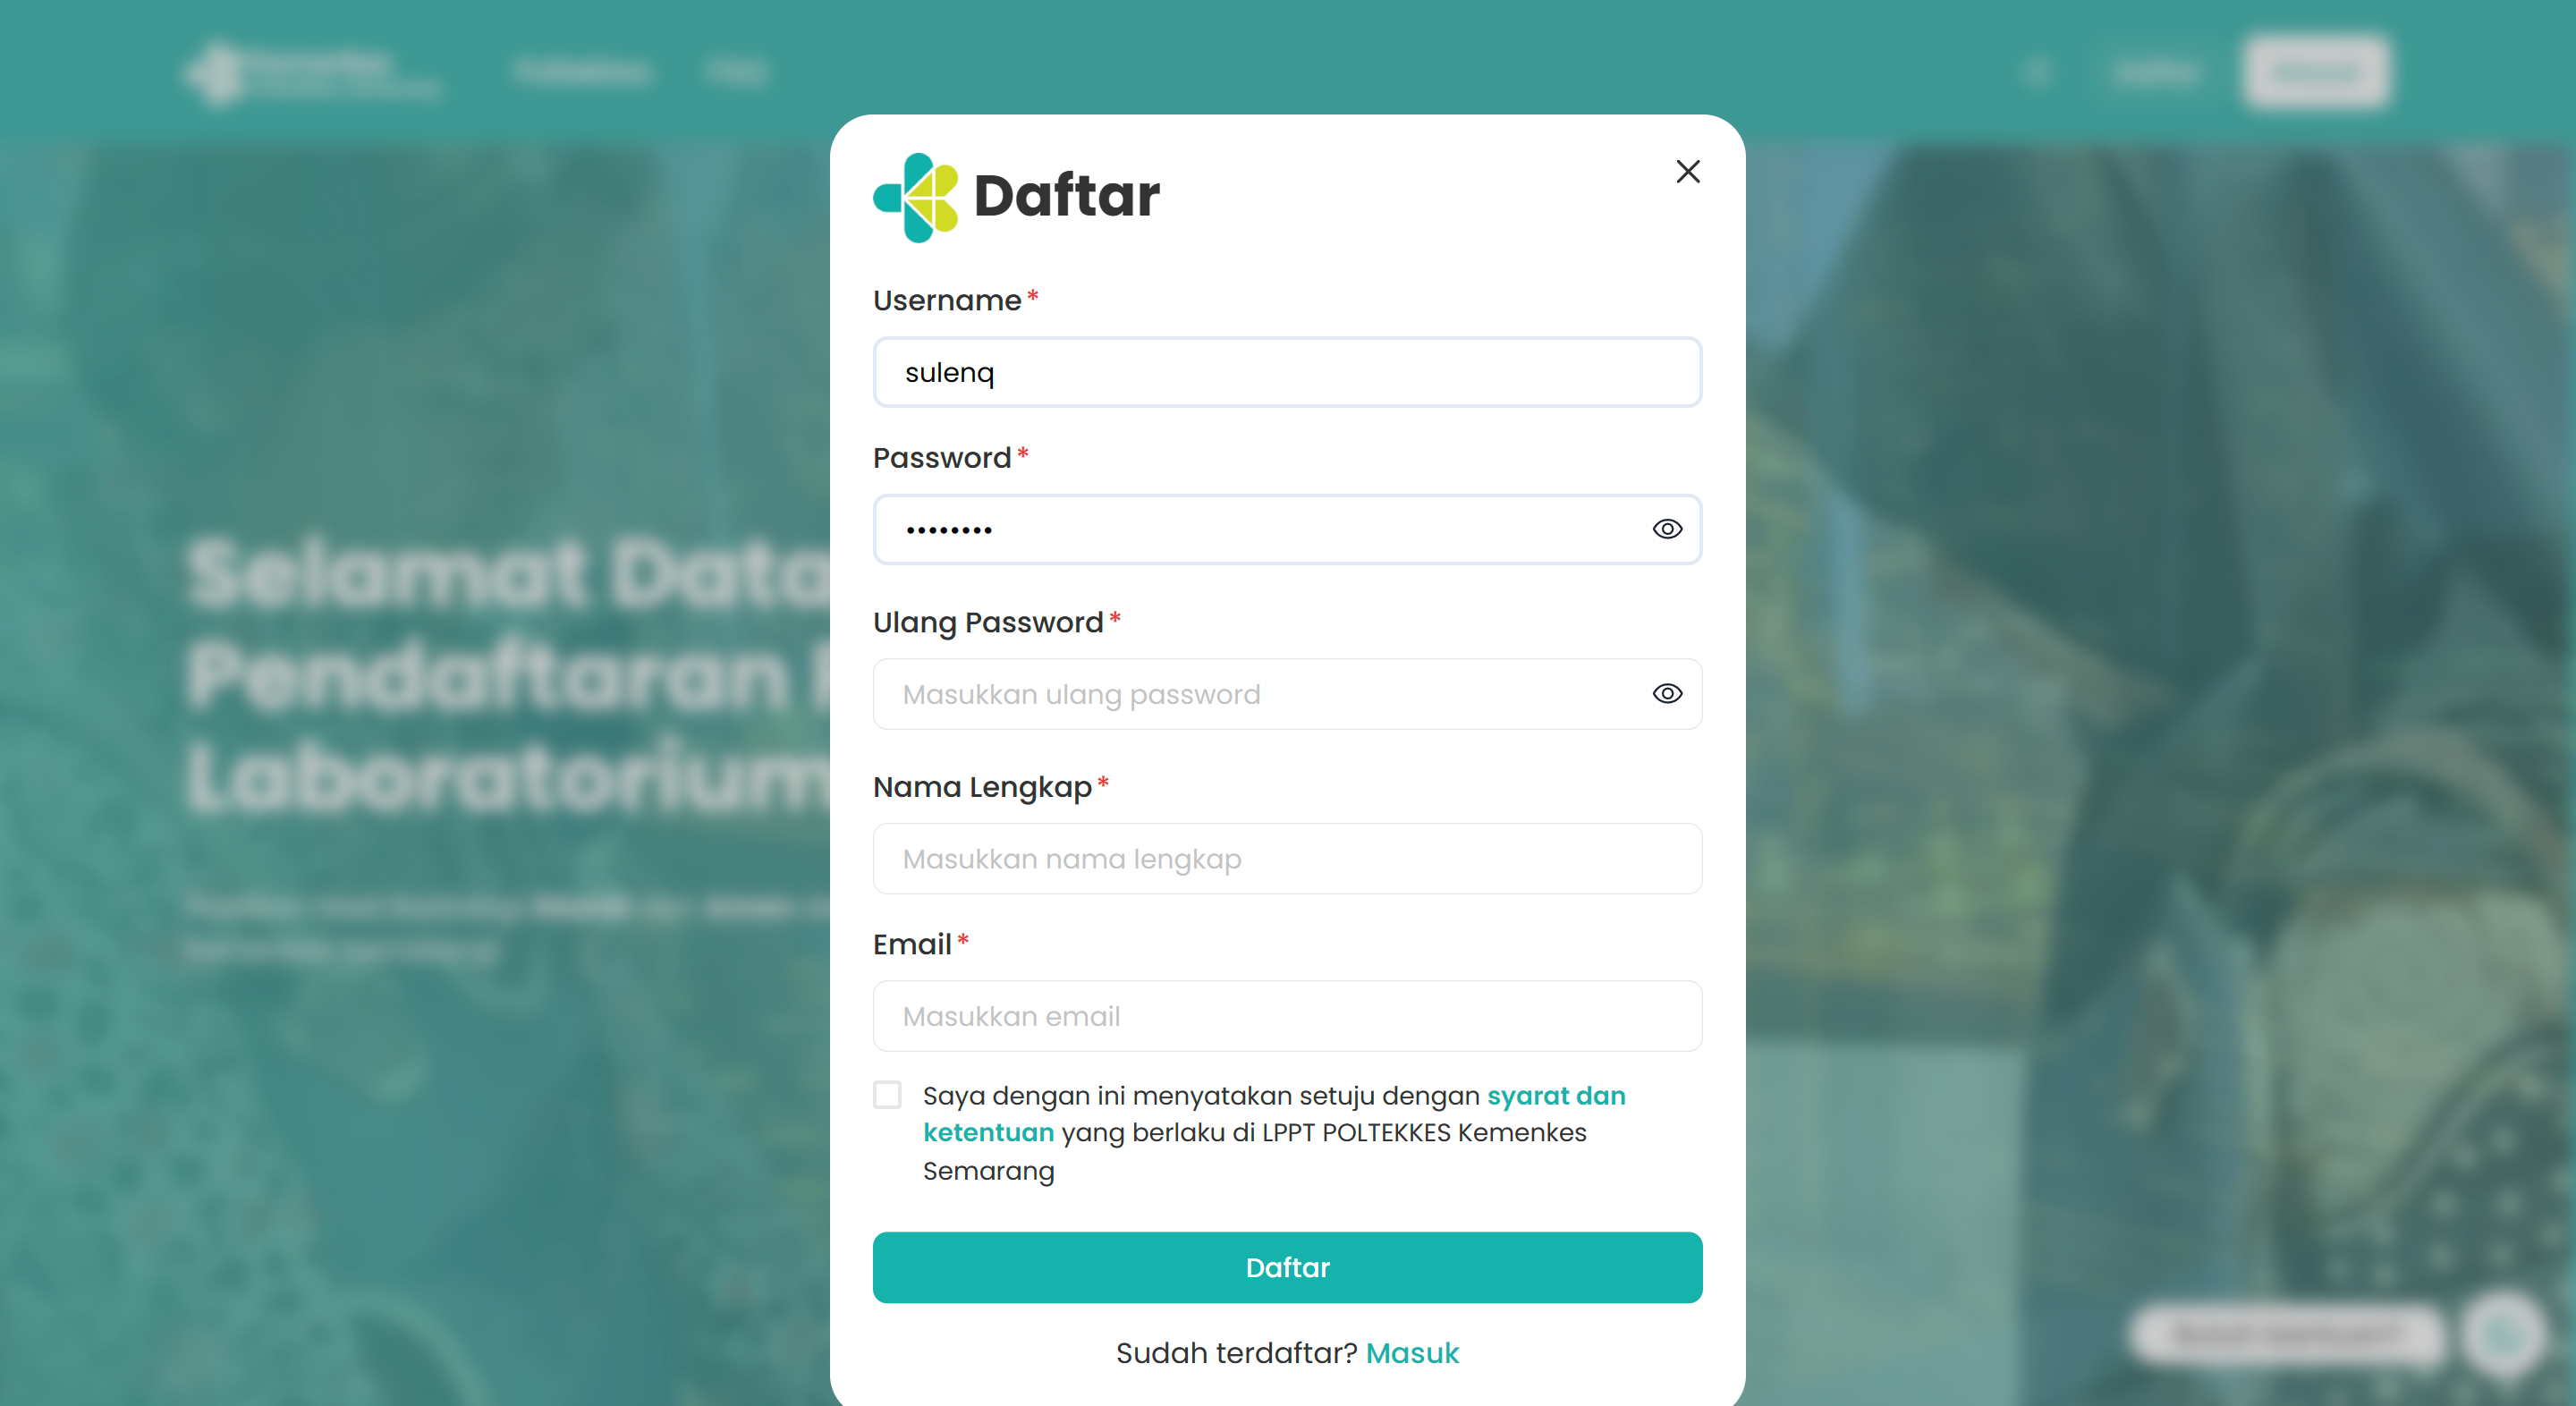 Daftar
Username *
sulenq
Password *
••••••••
Ulang Password *
Masukkan ulang password
Nama Lengkap *
Masukkan nama lengkap
Email *
Masukkan email
Saya dengan ini menyatakan setuju dengan syarat dan
ketentuan yang berlaku di LPPT POLTEKKES Kemenkes
Semarang
Daftar
Sudah terdaftar? Masuk
Selamat Data
Pendaftaran
Laboratorium